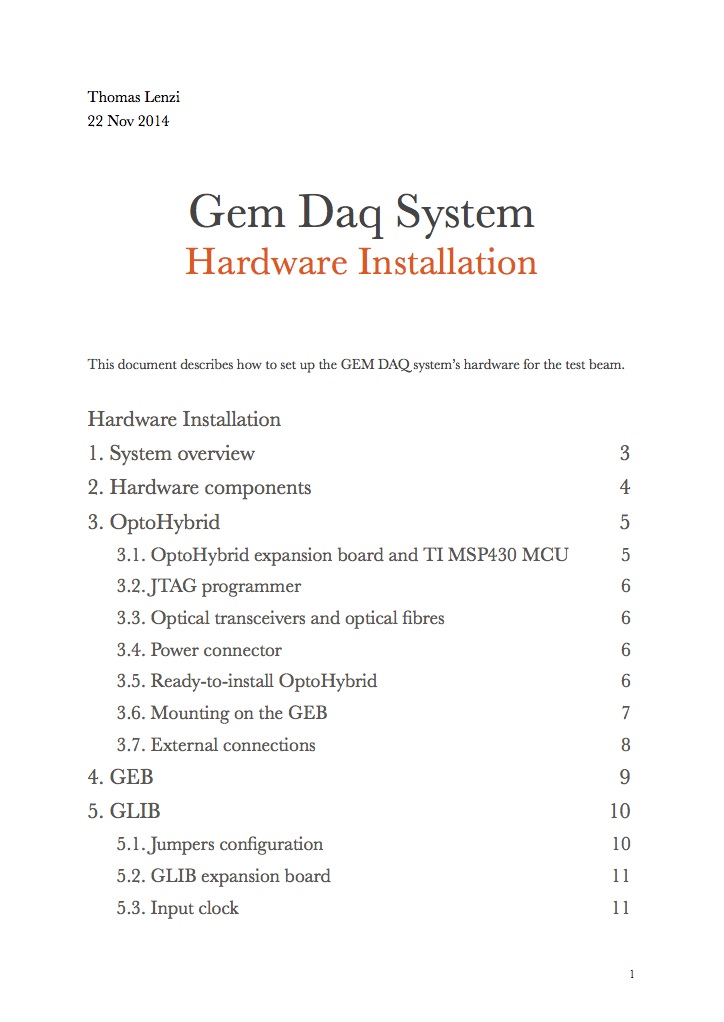 Thomas Lenzi
22 Nov 2014
Gem Daq System
Hardware Installation
This document describes how to set up the GEM DAQ system’s hardware for the test beam.
Hardware Installation
1. System overview 3
2. Hardware components 4
3. OptoHybrid 5
3.1. OptoHybrid expansion board and TI MSP430 MCU 5
3.2. JTAG programmer 6
3.3. Optical transceivers and optical fibres 6
3.4. Power connector 6
3.5. Ready-to-install OptoHybrid 6
3.6. Mounting on the GEB 7
3.7. External connections 8
4. GEB 9
5. GLIB 10
5.1. Jumpers configuration 10
5.2. GLIB expansion board 11
5.3. Input clock 11
1